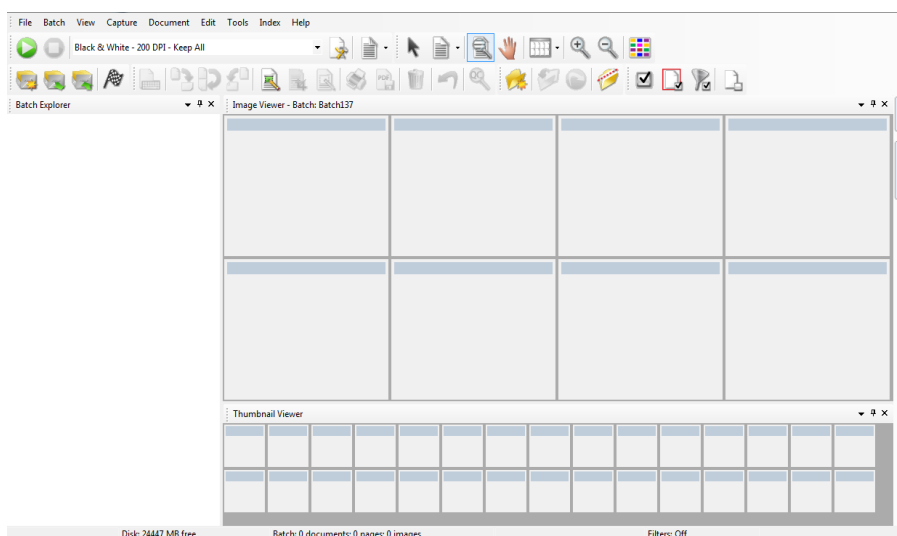 File Batch View Capture Document Edit Tools Index Help
Black & White - 200 DPI - Keep All
Batch Explorer
Image Viewer - Batch: Batch137
Thumbnail Viewer
Disk: 24447 MB free
Batch: 0 documents: 0 pages: 0 images
Filters: Off